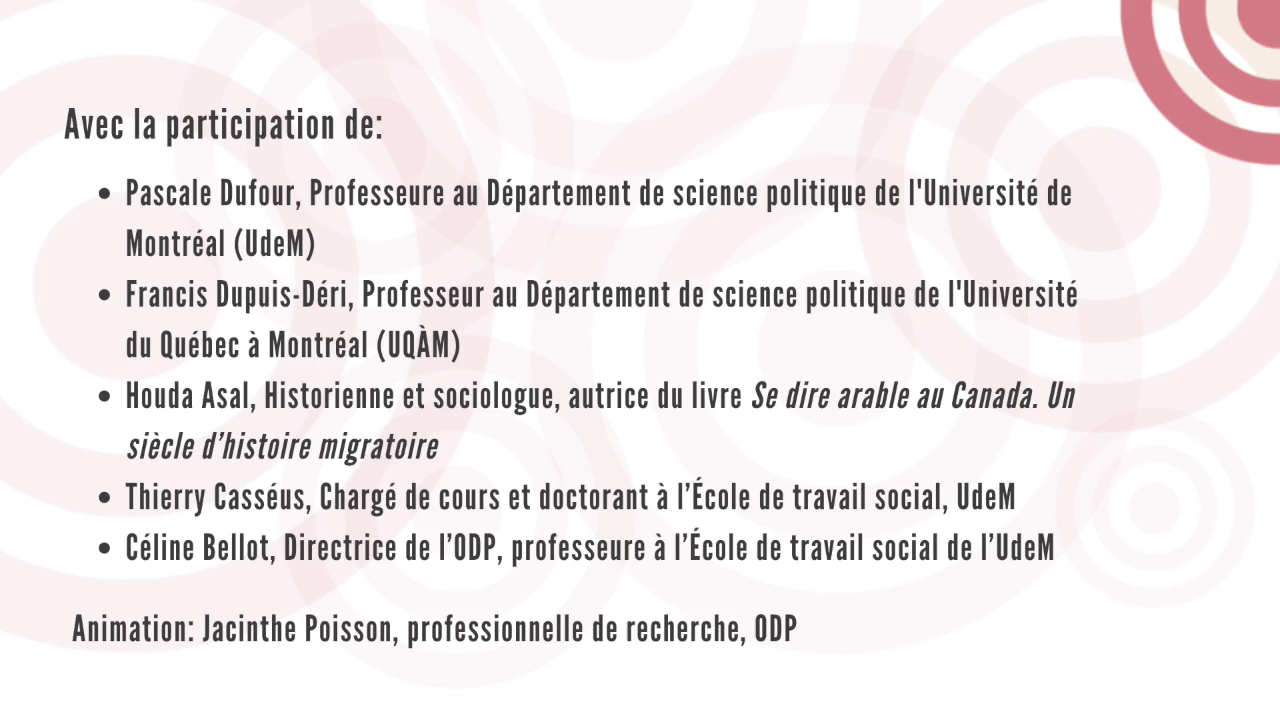 Avec la participation de:
• Pascale Dufour, Professeure au Département de science politique de l'Université de
Montréal (UdeM)
• Francis Dupuis-Déri, Professeur au Département de science politique de l'Université
du Québec à Montréal (UQÀM)
• Houda Asal, Historienne et sociologue, autrice du livre Se dire arable au Canada. Un
siècle d’histoire migratoire
• Thierry Casséus, Chargé de cours et doctorant à l’École de travail social, UdeM
• Céline Bellot, Directrice de l’ODP, professeure à l’École de travail social de l’UdeM
Animation: Jacinthe Poisson, professionnelle de recherche, ODP